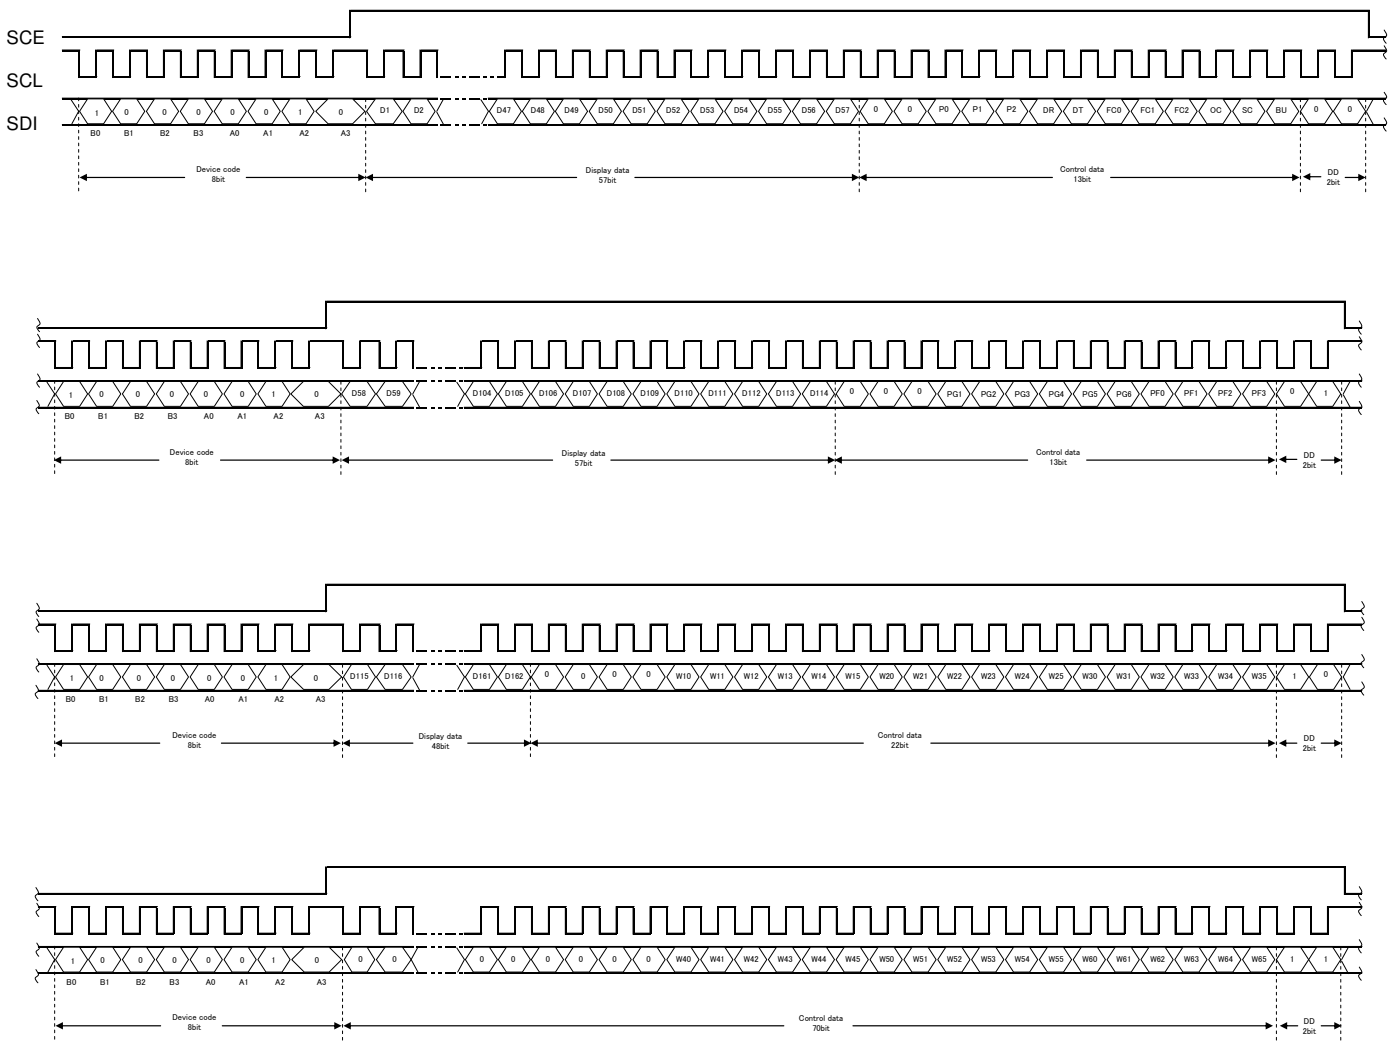 SCE
SCL
SDI
1 0 0 0 0 0 1 0 D1 D2 D47 D48 D49 D50 D51 D52 D53 D54 D55 D56 D57 0 0 P0 P1 P2 DR DT FC0 FC1 FC2 OC SC BU 0 0
B0 B1 B2 B3 A0 A1 A2 A3
Device code
8bit
Display data
57bit
Control data
13bit
DD
2bit
1 0 0 0 0 0 1 0 D58 D59 D104 D105 D106 D107 D108 D109 D110 D111 D112 D113 D114 0 0 0 PG1 PG2 PG3 PG4 PG5 PG6 PF0 PF1 PF2 PF3 0 1
B0 B1 B2 B3 A0 A1 A2 A3
Device code
8bit
Display data
57bit
Control data
13bit
DD
2bit
1 0 0 0 0 0 1 0 D115 D116 D161 D162 0 0 0 0 W10 W11 W12 W13 W14 W15 W20 W21 W22 W23 W24 W25 W30 W31 W32 W33 W34 W35 1 0
B0 B1 B2 B3 A0 A1 A2 A3
Device code
8bit
Display data
48bit
Control data
22bit
DD
2bit
1 0 0 0 0 0 1 0 0 0 0 0 0 0 0 0 W40 W41 W42 W43 W44 W45 W50 W51 W52 W53 W54 W55 W60 W61 W62 W63 W64 W65 1 1
B0 B1 B2 B3 A0 A1 A2 A3
Device code
8bit
Control data
70bit
DD
2bit